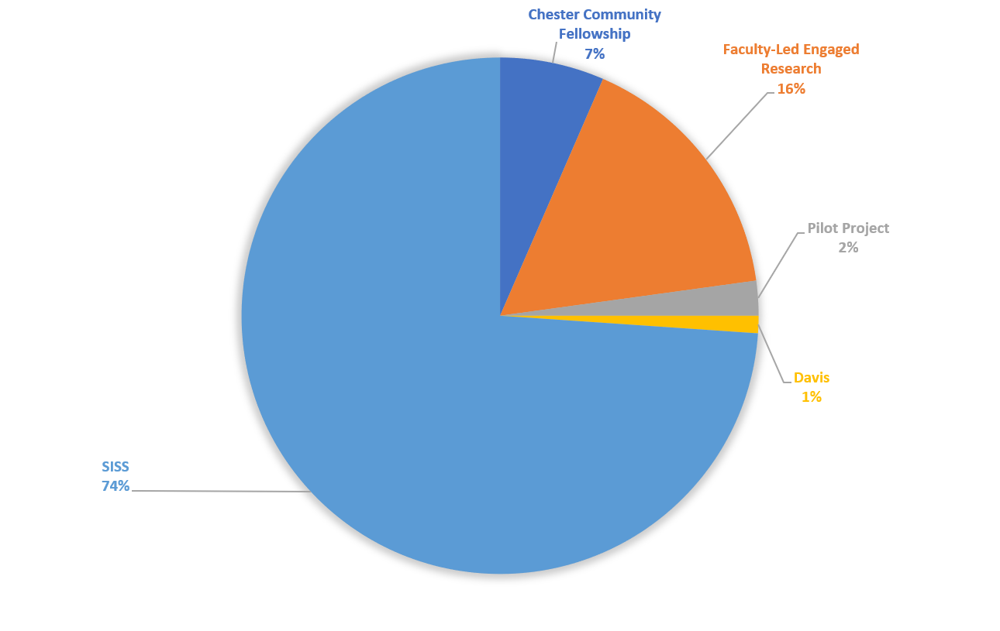 Chester Community
Fellowship
7%
Faculty-Led Engaged
Research
16%
Pilot Project
2%
Davis
1%
SISS
74%